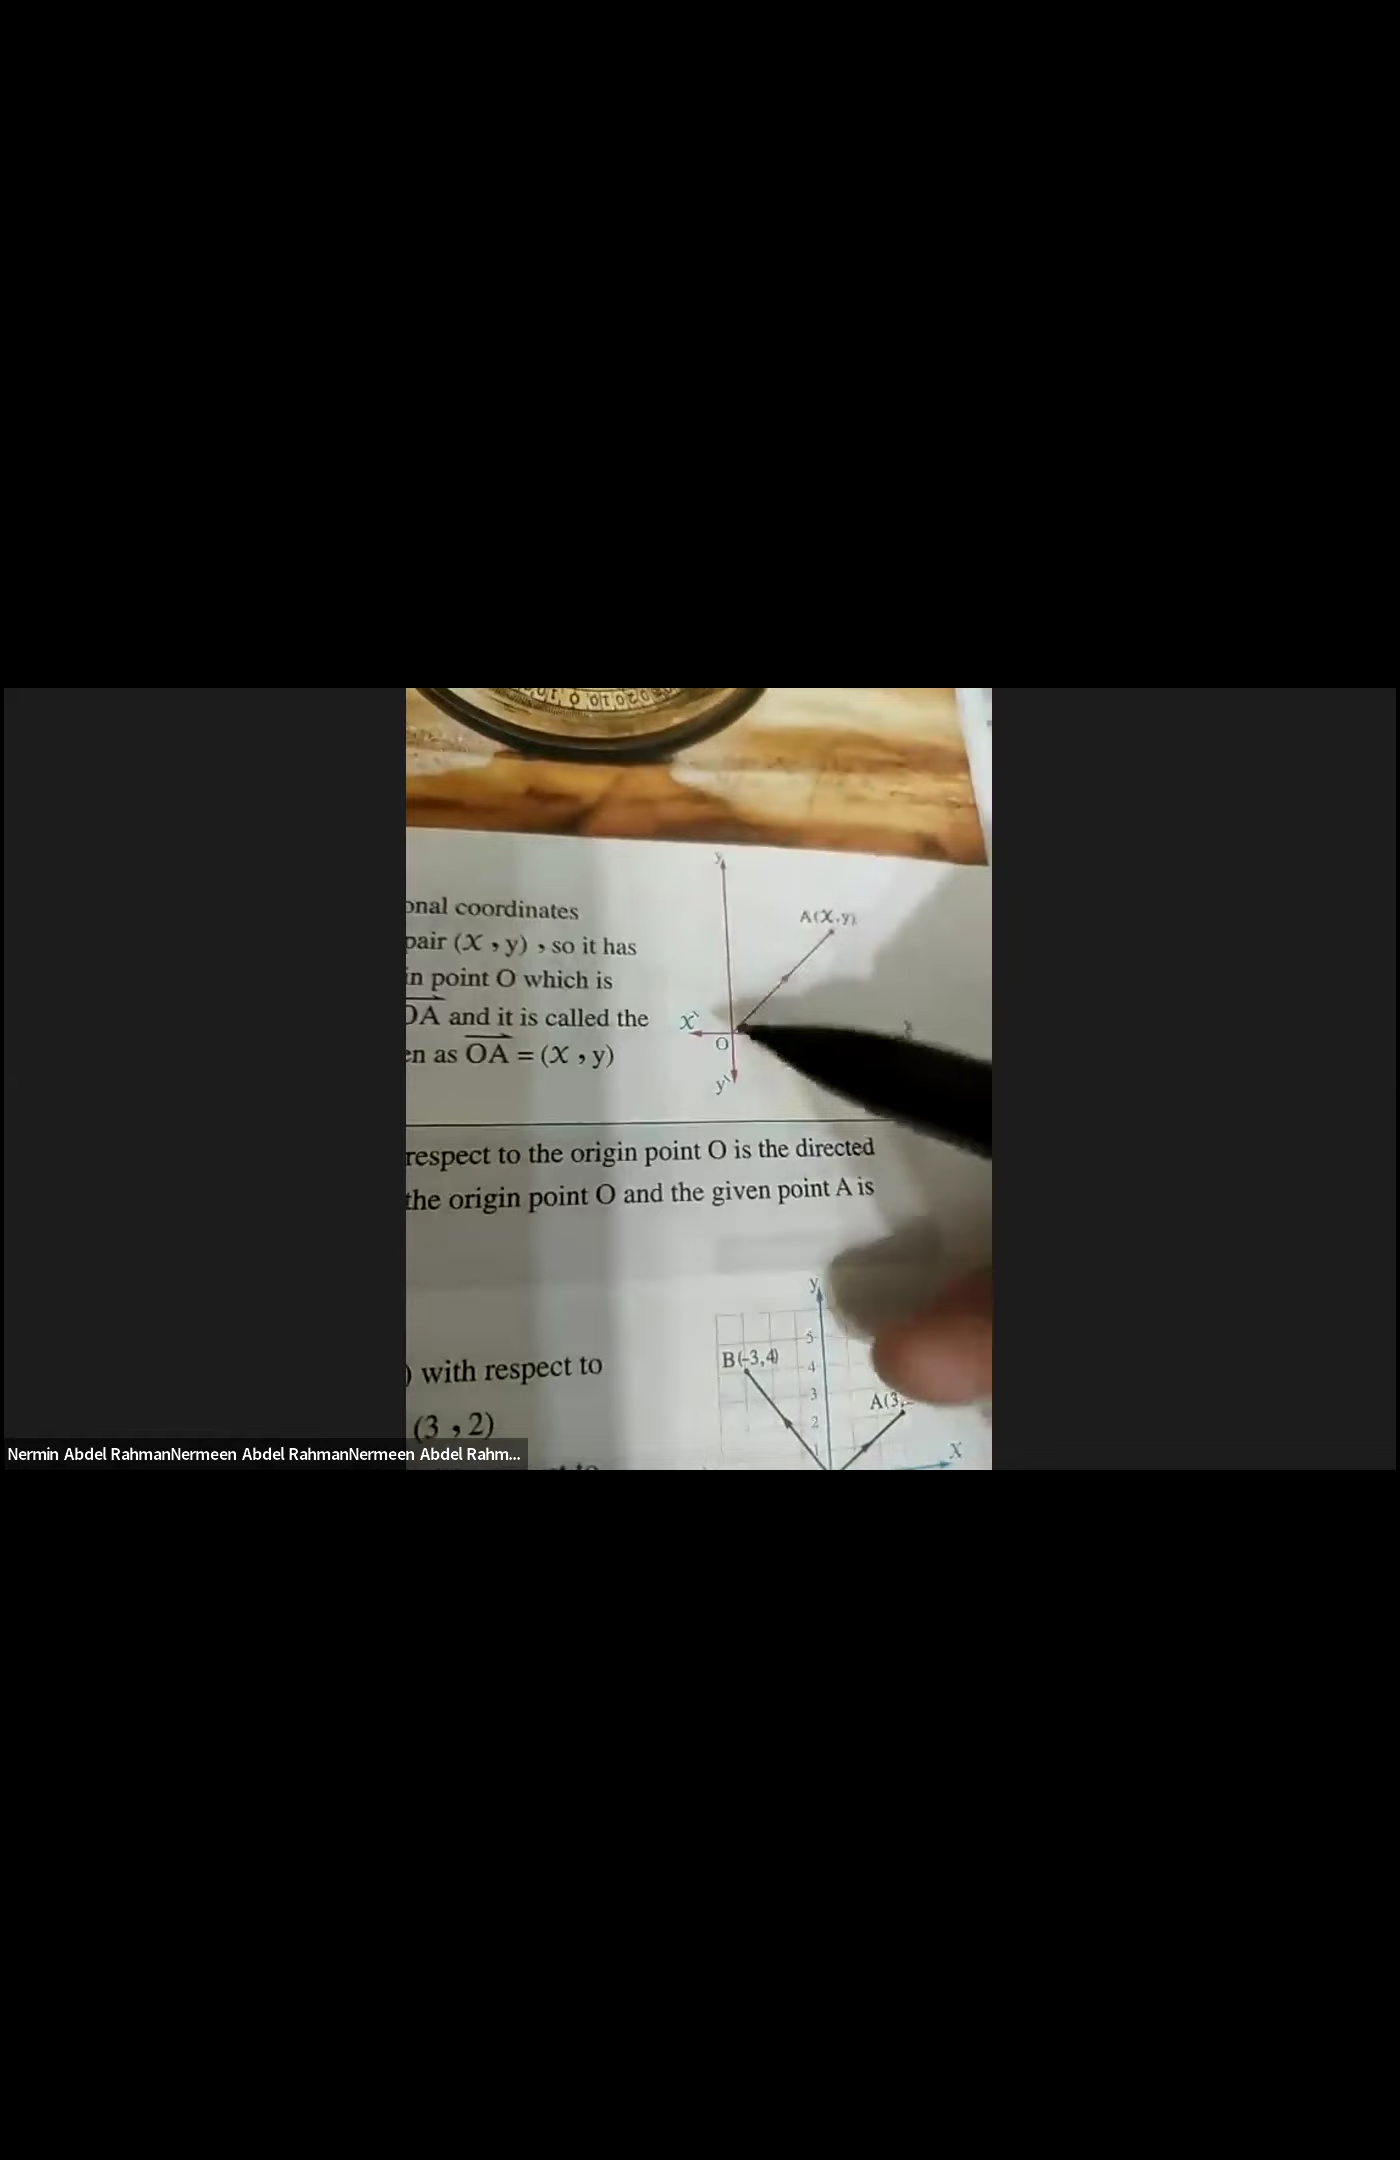 y
A(X,y)
onal coordinates
pair (X , y) , so it has
in point O which is
OA and it is called the
X`
O
en as OA = (X , y)
y`
respect to the origin point O is the directed
the origin point O and the given point A is
y
5
B(-3,4)
4
) with respect to
3
A(3,
(3 , 2)
2
1
X
Nermin Abdel RahmanNermeen Abdel RahmanNermeen Abdel Rahm...